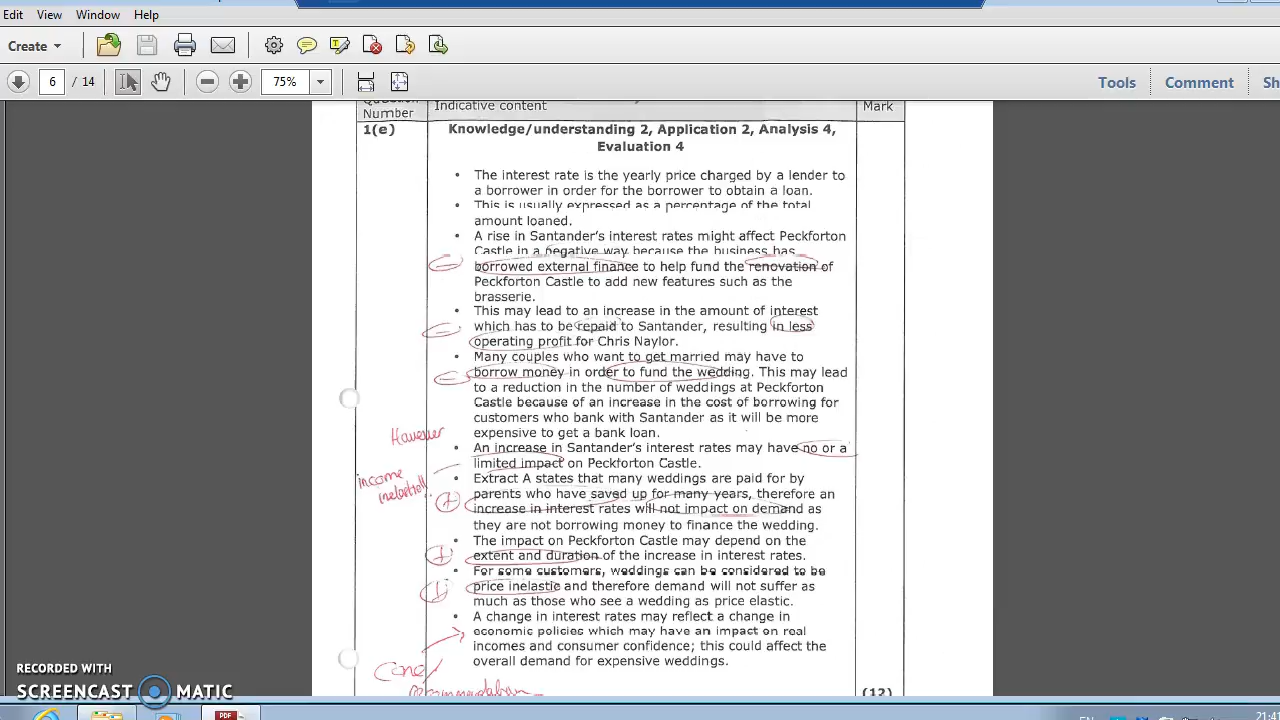 Edit View Window Help
Create
6 / 14 75% Tools Comment Sh
Question Number
Indicative content
Mark
1(e)
Knowledge/understanding 2, Application 2, Analysis 4,
Evaluation 4
• The interest rate is the yearly price charged by a lender to
a borrower in order for the borrower to obtain a loan.
• This is usually expressed as a percentage of the total
amount loaned.
• A rise in Santander's interest rates might affect Peckforton
Castle in a negative way because the business has
borrowed external finance to help fund the renovation of
Peckforton Castle to add new features such as the
brasserie.
• This may lead to an increase in the amount of interest
which has to be repaid to Santander, resulting in less
operating profit for Chris Naylor.
• Many couples who want to get married may have to
borrow money in order to fund the wedding. This may lead
to a reduction in the number of weddings at Peckforton
Castle because of an increase in the cost of borrowing for
customers who bank with Santander as it will be more
expensive to get a bank loan.
However
• An increase in Santander's interest rates may have no or a
limited impact on Peckforton Castle.
income
• Extract A states that many weddings are paid for by
parents who have saved up for many years, therefore an
increase in interest rates will not impact on demand as
they are not borrowing money to finance the wedding.
• The impact on Peckforton Castle may depend on the
extent and duration of the increase in interest rates.
• For some customers, weddings can be considered to be
price inelastic and therefore demand will not suffer as
much as those who see a wedding as price elastic.
• A change in interest rates may reflect a change in
economic policies which may have an impact on real
incomes and consumer confidence; this could affect the
overall demand for expensive weddings.
Conc/
recommendation
(12)
RECORDED WITH
SCREENCAST MATIC
PDF
EN
21:41